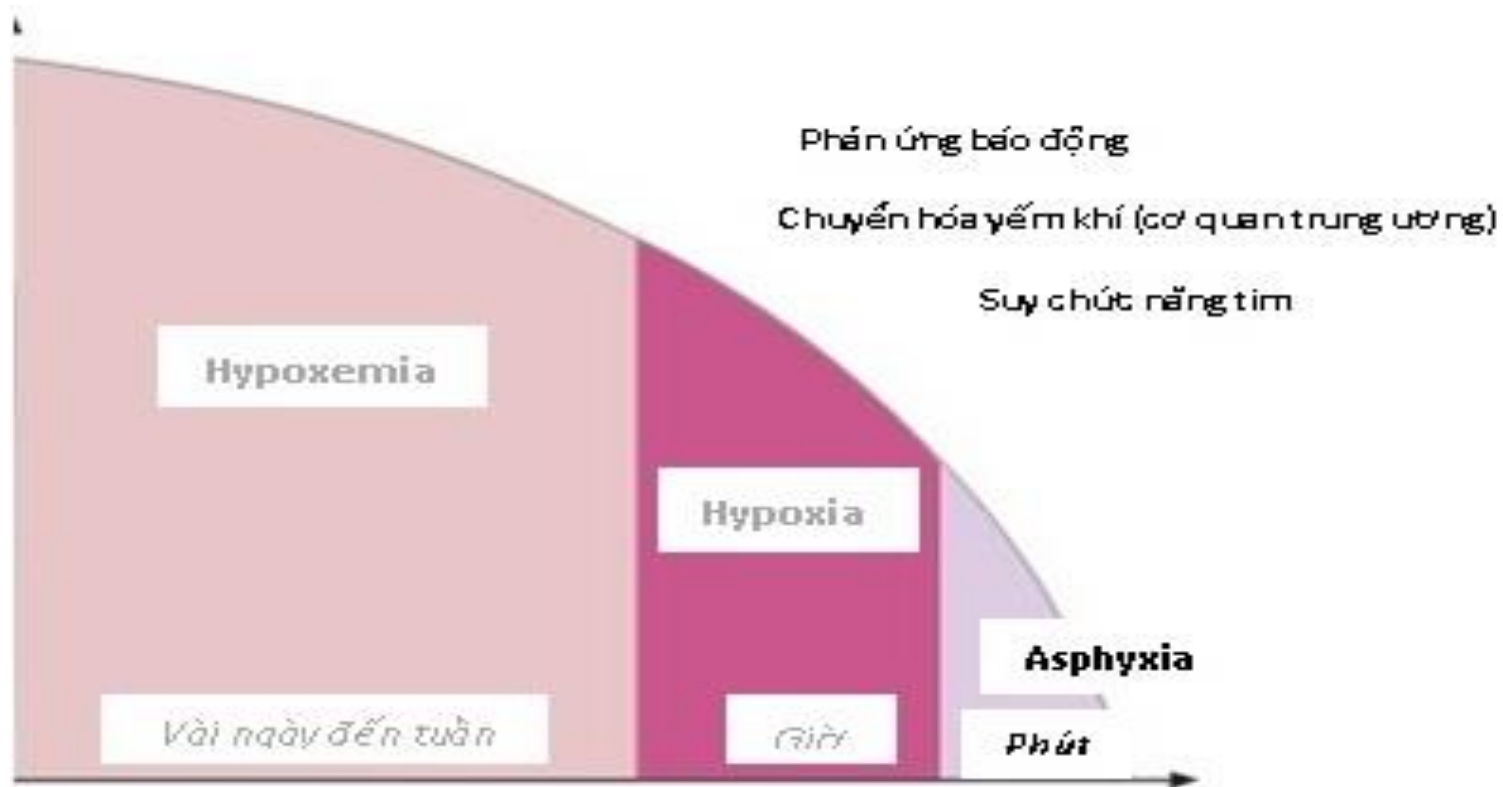 Phản ứng báo động
Chuyển hóa yếm khí (cơ quan trung ương)
Suy chút năng tim
Hypoxemia
Hypoxia
Asphyxia
Vài ngày đến tuần
Giờ
Phút